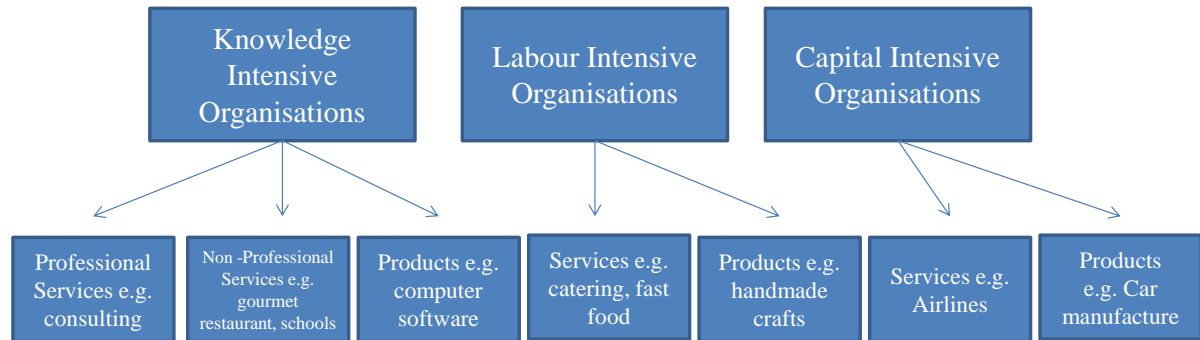 Knowledge
Intensive
Organisations
Labour Intensive
Organisations
Capital Intensive
Organisations
Professional
Services e.g.
consulting
Non -Professional
Services e.g.
gourmet
restaurant, schools
Products e.g.
computer
software
Services e.g.
catering, fast
food
Products e.g.
handmade
crafts
Services e.g.
Airlines
Products
e.g. Car
manufacture